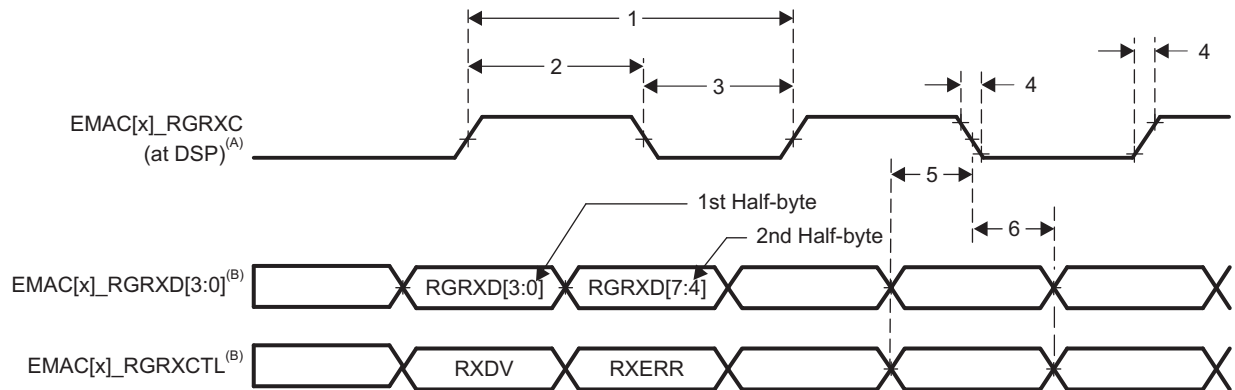 1
2
3
4
4
EMAC[x]_RGRXC
(at DSP)(A)
5
1st Half-byte
6
2nd Half-byte
EMAC[x]_RGRXD[3:0](B)
RGRXD[3:0]
RGRXD[7:4]
EMAC[x]_RGRXCTL(B)
RXDV
RXERR